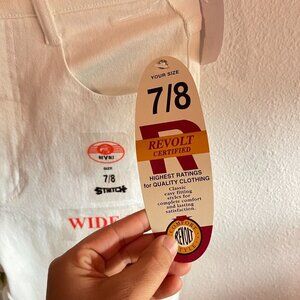 YOUR SIZE
7/8
R
REVOLT
CERTIFIED
HIGHEST RATINGS
for QUALITY CLOTHING
Classic
easy fitting
styles for
complete comfort
and lasting
satisfaction.
REVOLT
SIZE
7/8
STRETCH
WIDE